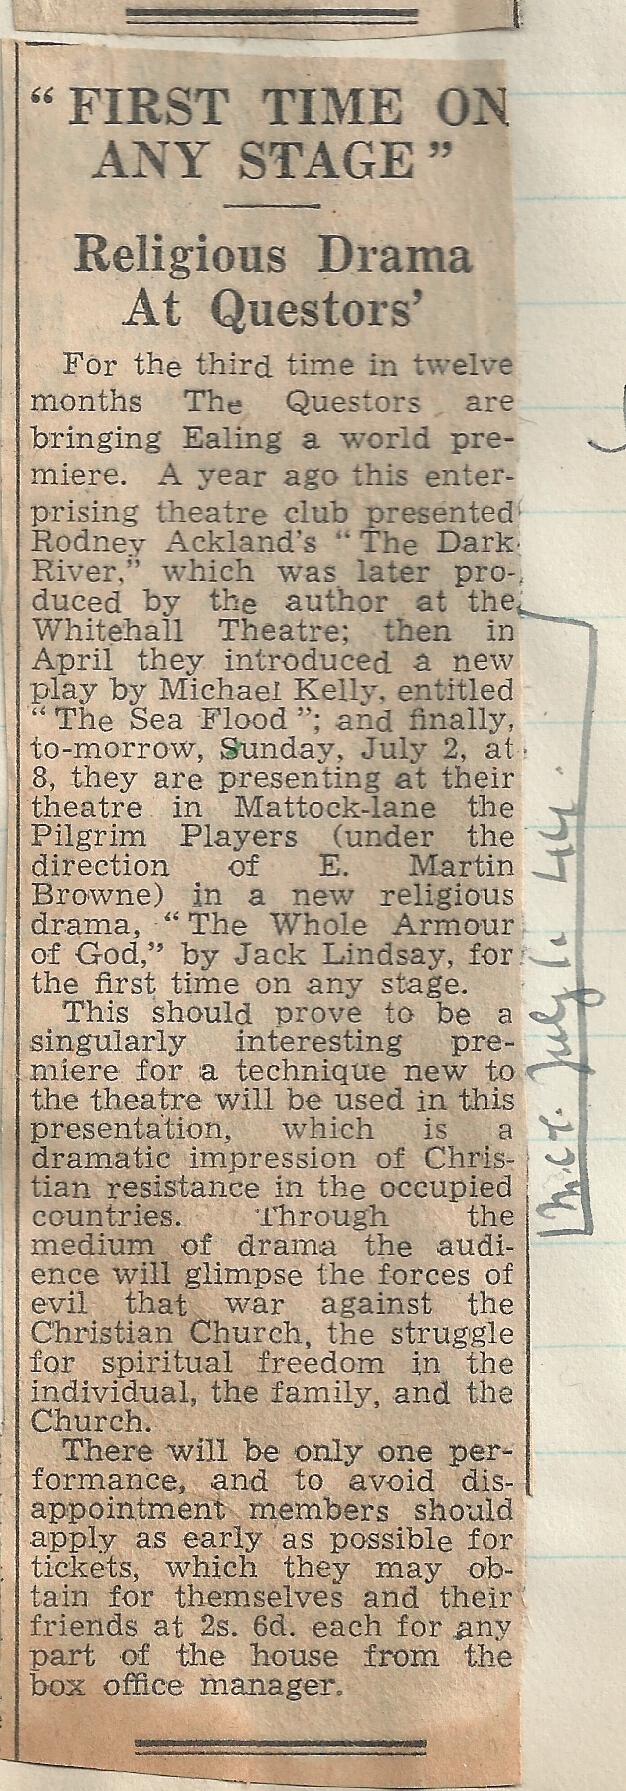 “ FIRST TIME ON
ANY STAGE ”
Religious Drama
At Questors’
For the third time in twelve
months The Questors are
bringing Ealing a world pre-
miere. A year ago this enter-
prising theatre club presented
Rodney Ackland’s “ The Dark
River,” which was later pro-
duced by the author at the
Whitehall Theatre; then in
April they introduced a new
play by Michael Kelly, entitled
“ The Sea Flood ”; and finally,
to-morrow, Sunday, July 2, at
8, they are presenting at their
theatre in Mattock-lane the
Pilgrim Players (under the
direction of E. Martin
Browne) in a new religious
drama, “ The Whole Armour
of God,” by Jack Lindsay, for
the first time on any stage.
This should prove to be a
singularly interesting pre-
miere for a technique new to
the theatre will be used in this
presentation, which is a
dramatic impression of Chris-
tian resistance in the occupied
countries. Through the
medium of drama the audi-
ence will glimpse the forces of
evil that war against the
Christian Church, the struggle
for spiritual freedom in the
individual, the family, and the
Church.
There will be only one per-
formance, and to avoid dis-
appointment members should
apply as early as possible for
tickets, which they may ob-
tain for themselves and their
friends at 2s. 6d. each for any
part of the house from the
box office manager.
July 1. 44.